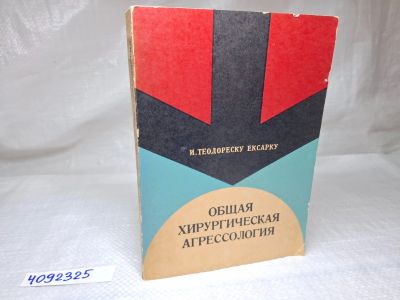 И.ТЕОДОРЕСКУ ЕКСАРКУ
ОБЩАЯ
ХИРУРГИЧЕСКАЯ
АГРЕССОЛОГИЯ
4092325